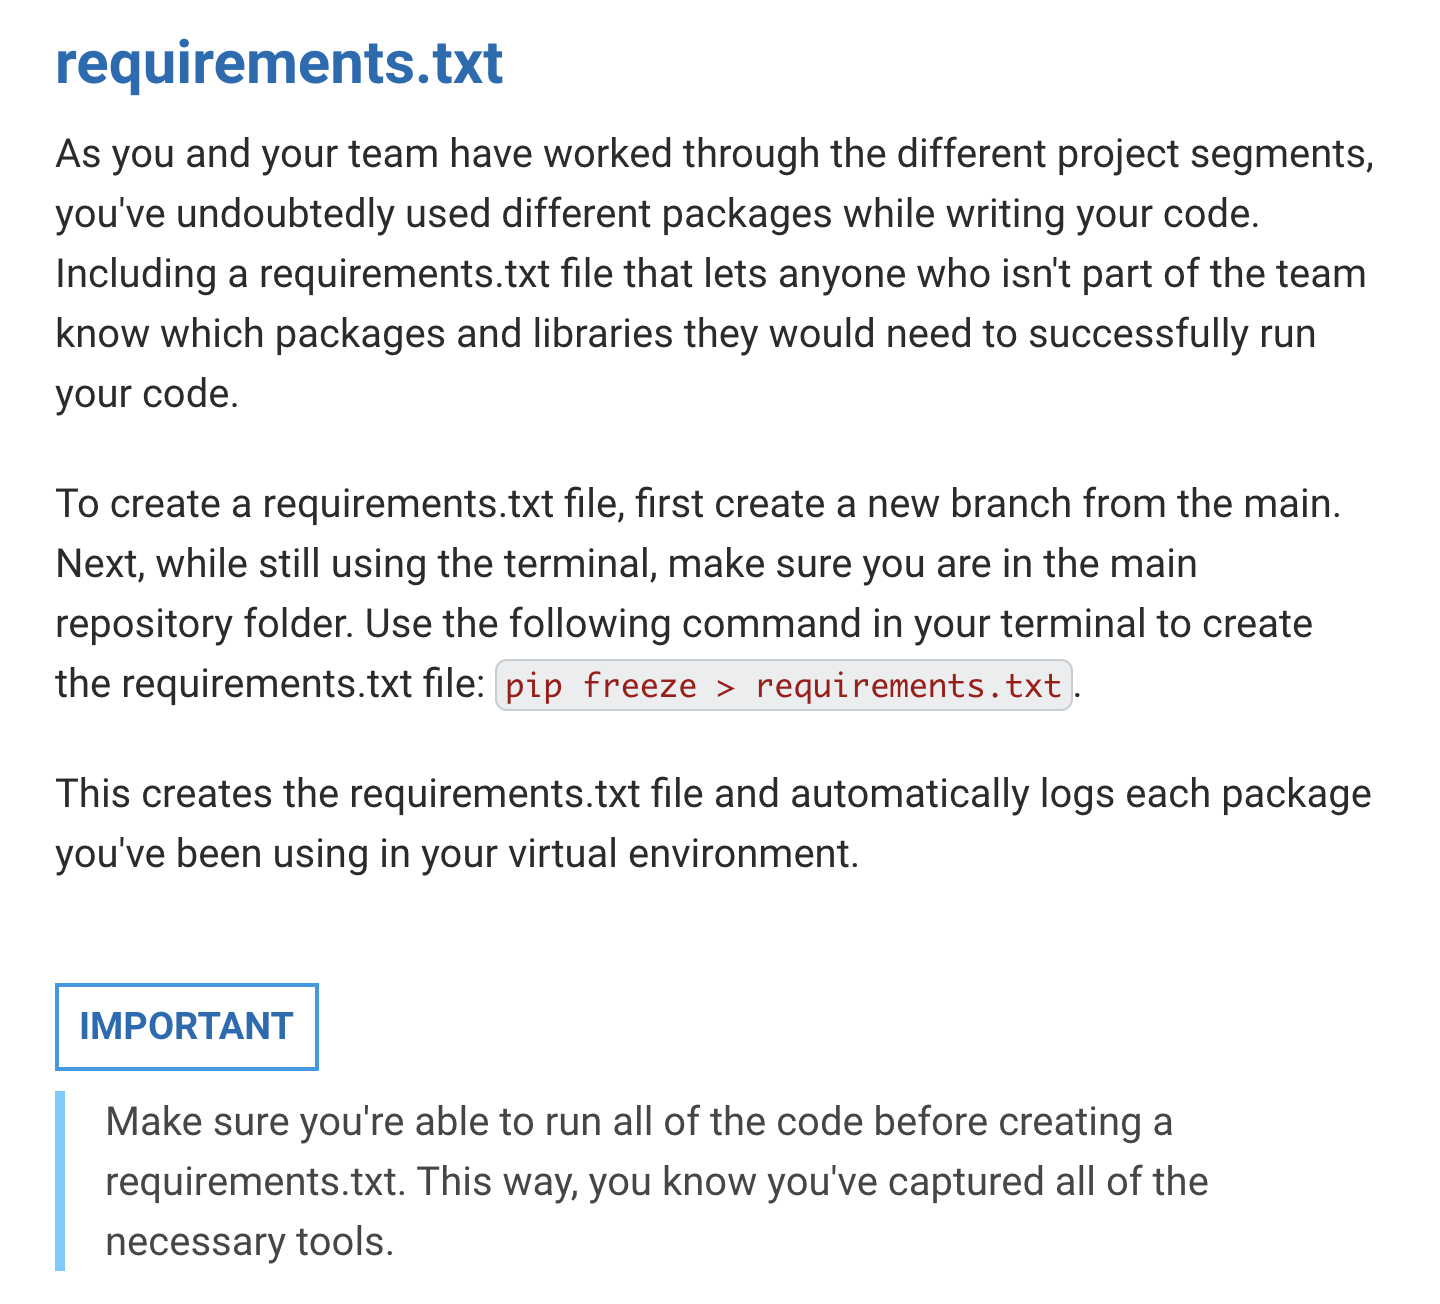 requirements.txt
As you and your team have worked through the different project segments,
you've undoubtedly used different packages while writing your code.
Including a requirements.txt file that lets anyone who isn't part of the team
know which packages and libraries they would need to successfully run
your code.
To create a requirements.txt file, first create a new branch from the main.
Next, while still using the terminal, make sure you are in the main
repository folder. Use the following command in your terminal to create
the requirements.txt file: pip freeze > requirements.txt.
This creates the requirements.txt file and automatically logs each package
you've been using in your virtual environment.
IMPORTANT
Make sure you're able to run all of the code before creating a
requirements.txt. This way, you know you've captured all of the
necessary tools.